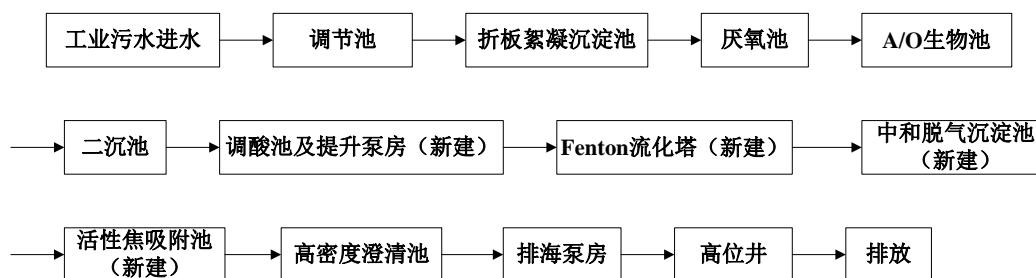 工业污水进水
调节池
折板絮凝沉淀池
厌氧池
A/O生物池
二沉池
调酸池及提升泵房（新建）
Fenton流化塔（新建）
中和脱气沉淀池
（新建）
活性焦吸附池
（新建）
高密度澄清池
排海泵房
高位井
排放